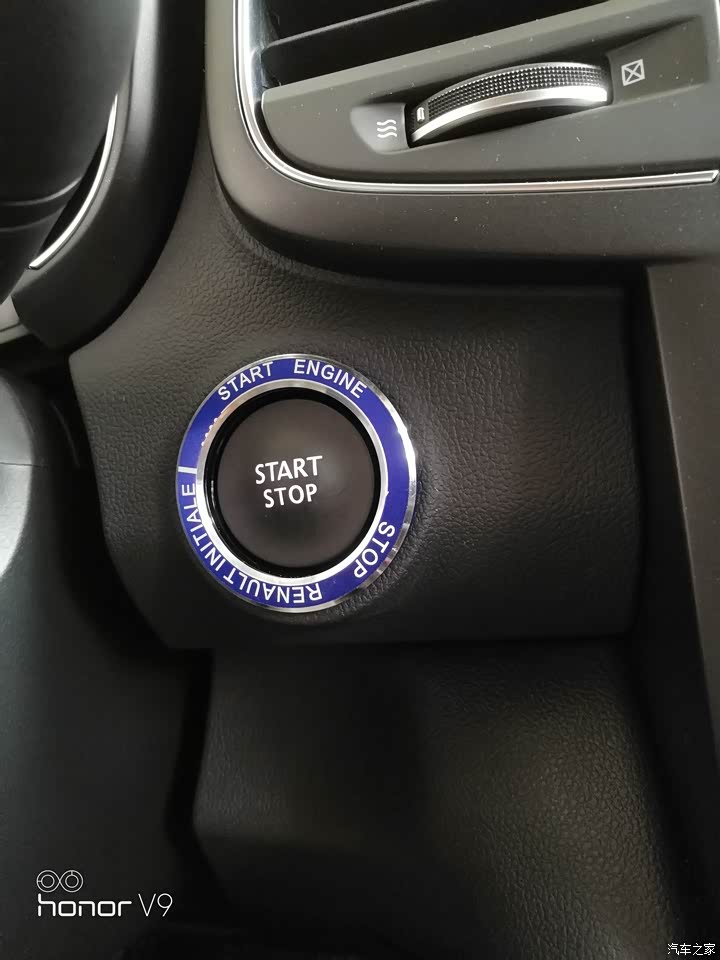 START ENGINE
START
STOP
STOP
RENAULT INITIALE
honor V9
汽车之家